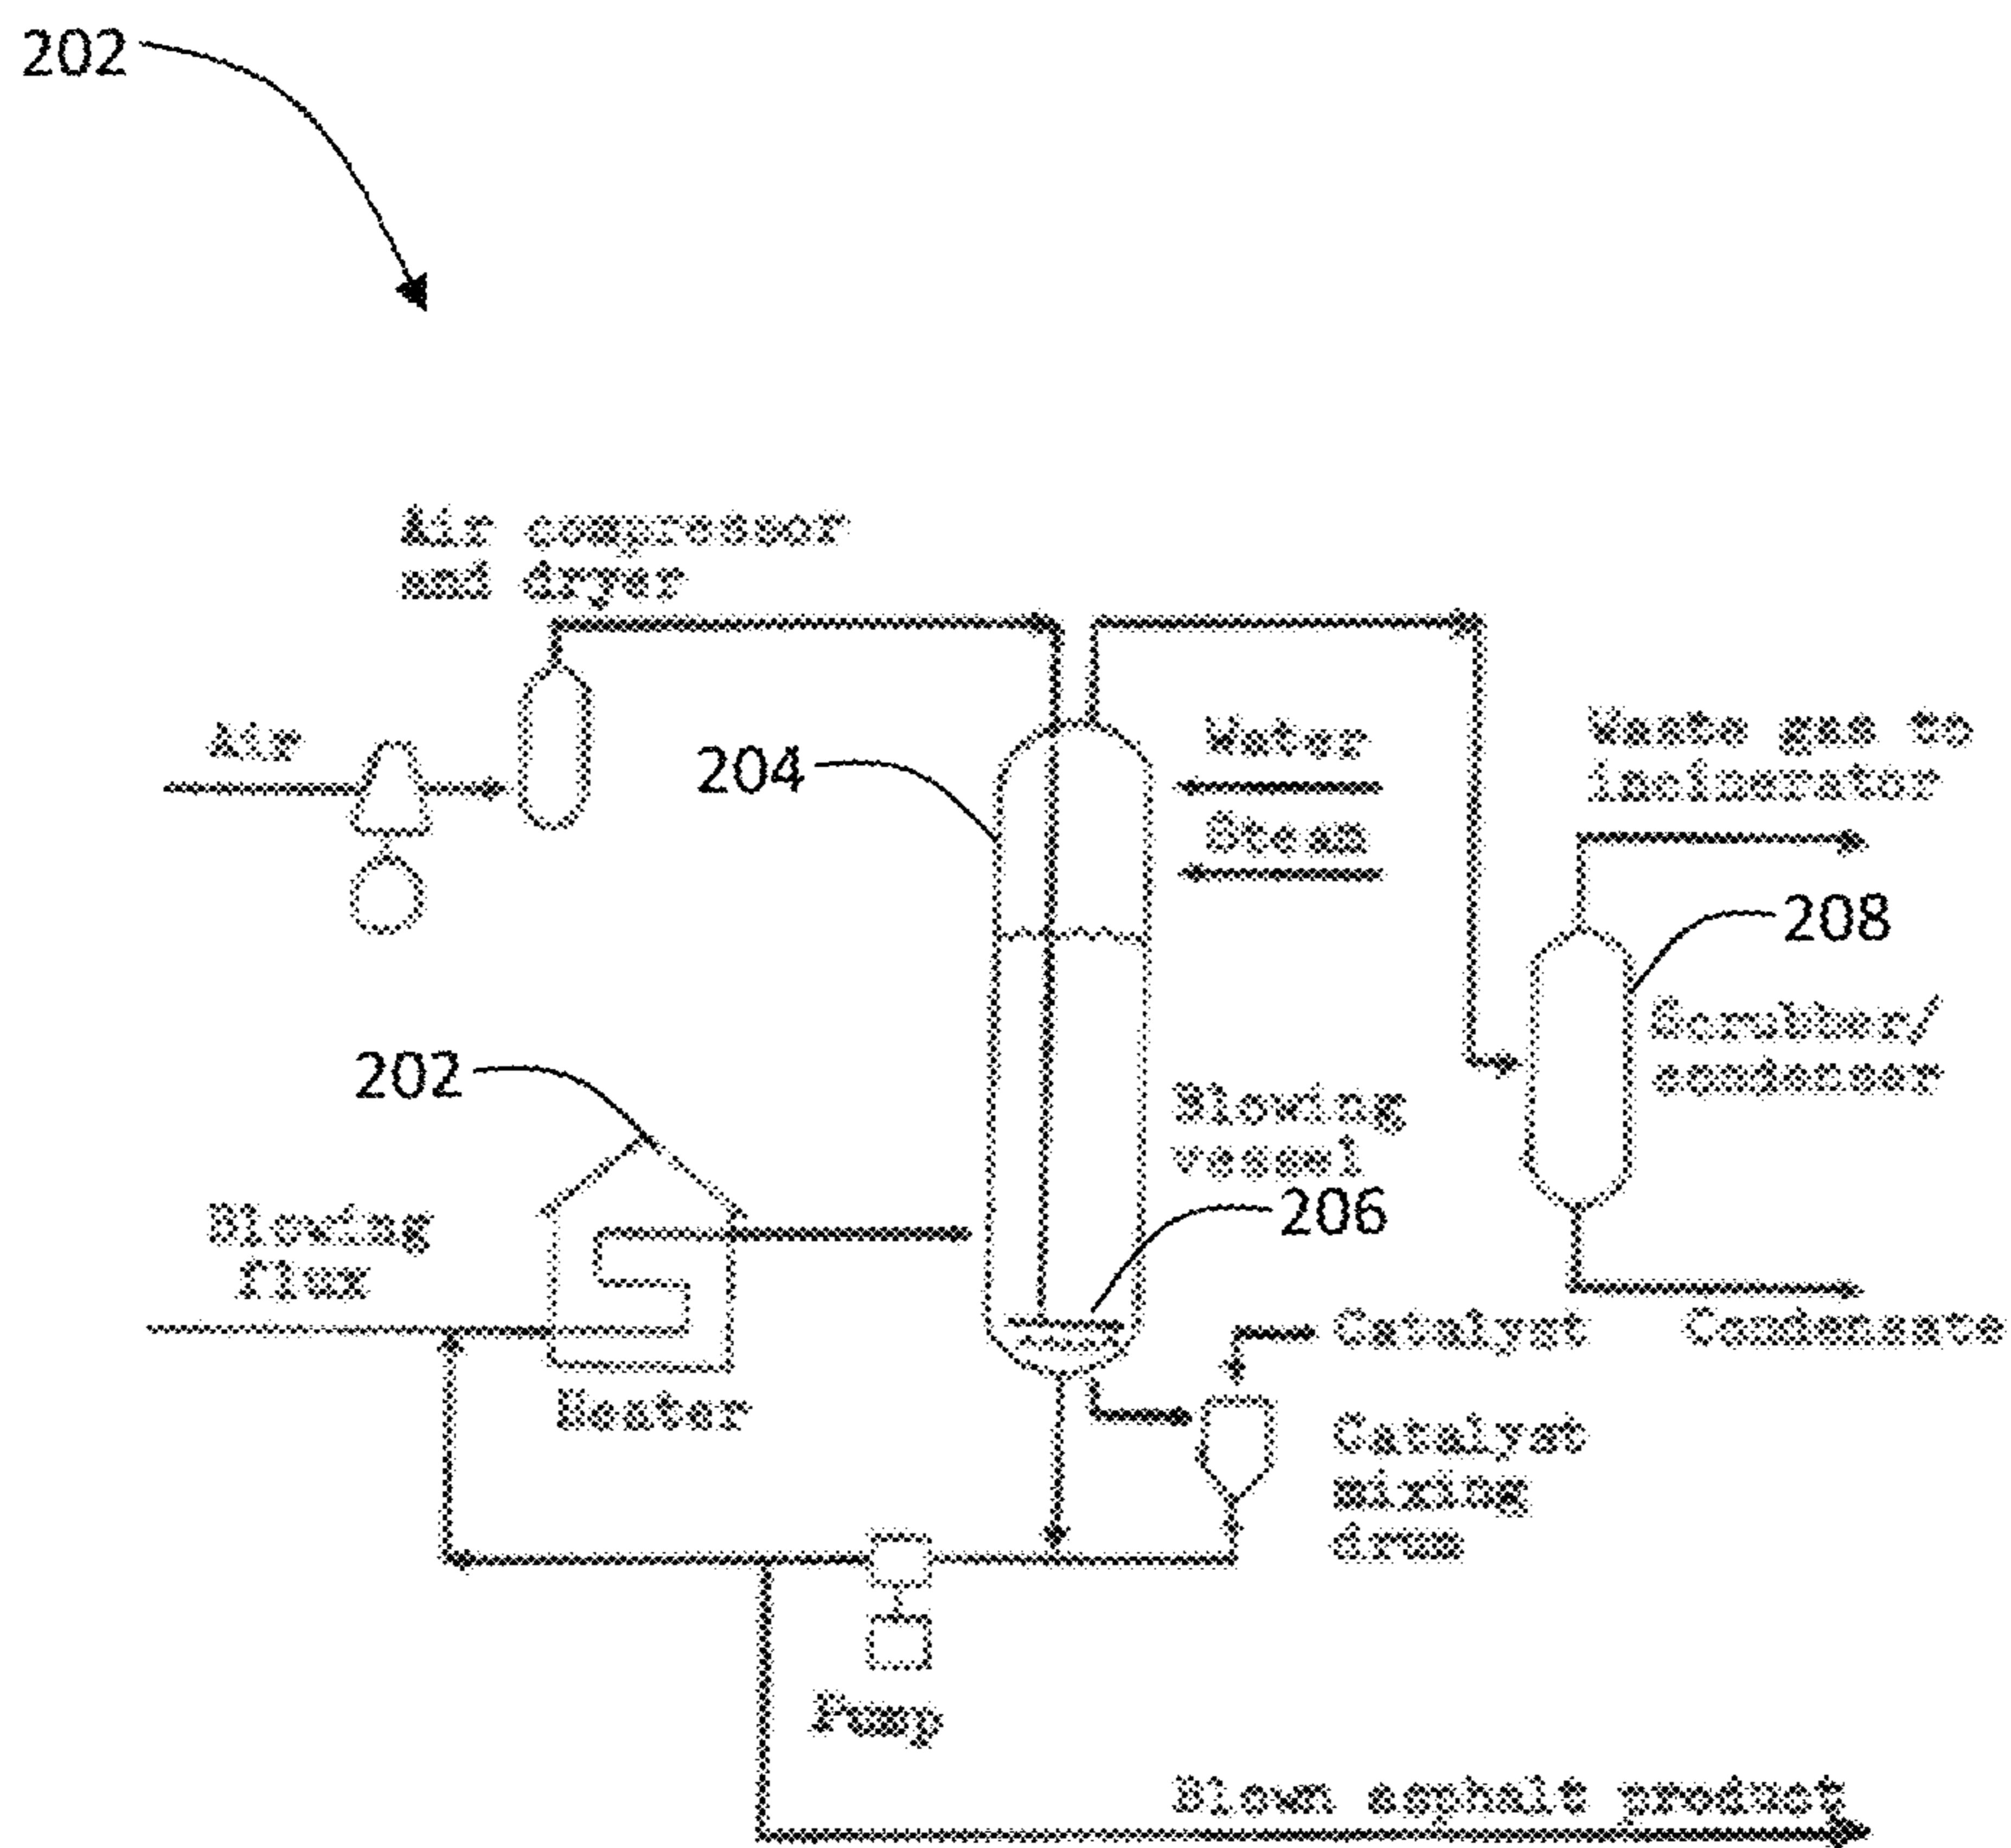 202
Air compressor
and dryer
Air
204
Water
Steam
Waste gas to
incinerator
208
Scrubber/
condenser
202
Blowing
vessel
206
Blowing
flux
Heater
Catalyst
Condensate
Catalyst
mixing
drum
Pump
Blown asphalt product